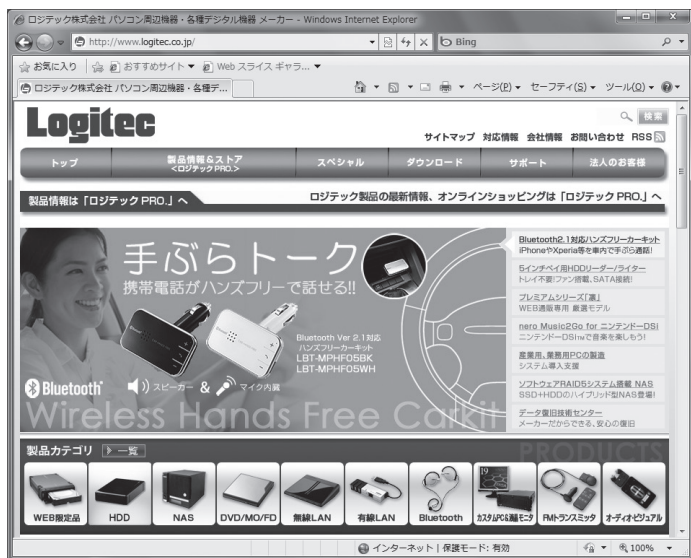 ロジテック株式会社 パソコン周辺機器・各種デジタル機器 メーカー - Windows Internet Explorer
http://www.logitec.co.jp/
Bing
お気に入り
おすすめサイト ▼
Web スライス ギャラ... ▼
ロジテック株式会社 パソコン周辺機器・各種デ...
ページ(P) ▼ セーフティ(S) ▼ ツール(O) ▼
Logitec
検索
サイトマップ 対応情報 会社情報 お問い合わせ RSS
トップ
製品情報&ストア
<ロジテックPRO.>
スペシャル
ダウンロード
サポート
法人のお客様
製品情報は「ロジテック PRO.」へ
ロジテック製品の最新情報、オンラインショッピングは「ロジテック PRO.」へ
手ぶらトーク
携帯電話がハンズフリーで話せる!!
Bluetooth Ver 2.1対応
ハンズフリーカーキット
LBT-MPHF05BK
LBT-MPHF05WH
Bluetooth
スピーカー & マイク内蔵
Wireless Hands Free Carkit
Bluetooth2.1対応ハンズフリーカーキット
iPhoneやXperia等を車内で手ぶら通話!
5インチベイ用HDDリーダー/ライター
トレイ不要!ファン搭載、SATA接続!
プレミアムシリーズ「凛」
WEB通販専用 厳選モデル
nero Music2Go for ニンテンドーDSi
ニンテンドーDSi™で音楽を楽しもう!
産業用、業務用PCの製造
システム導入支援
ソフトウェアRAID5システム搭載 NAS
SSD+HDDのハイブリッド型NAS登場!
データ復旧技術センター
メーカーだからできる、安心の復旧
製品カテゴリ
一覧
PRODUCTS
WEB限定品
HDD
NAS
DVD/MO/FD
無線LAN
有線LAN
Bluetooth
カスタムPC&液晶モニタ
FMトランスミッタ
オーディオビジュアル
インターネット | 保護モード: 有効
100%